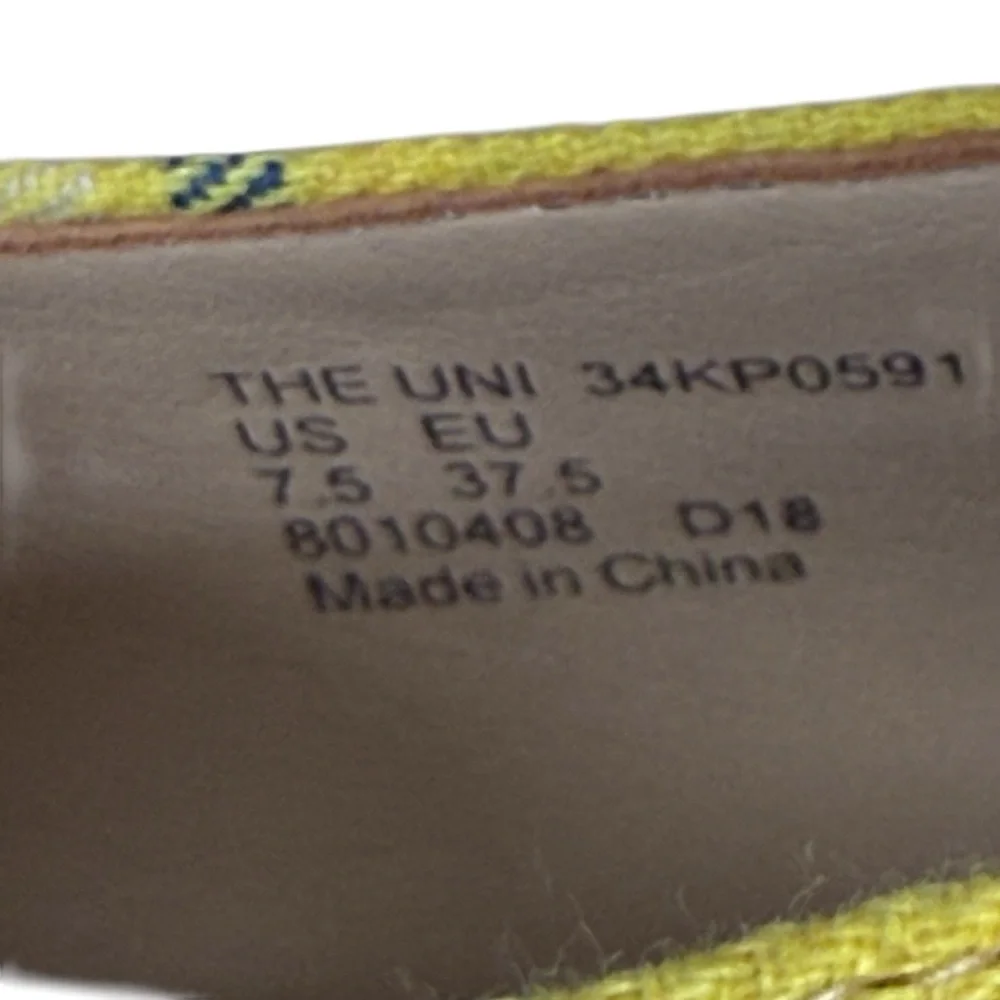 THE UNI 34KP0591
US EU
7.5 37.5
8010408 D18
Made in China